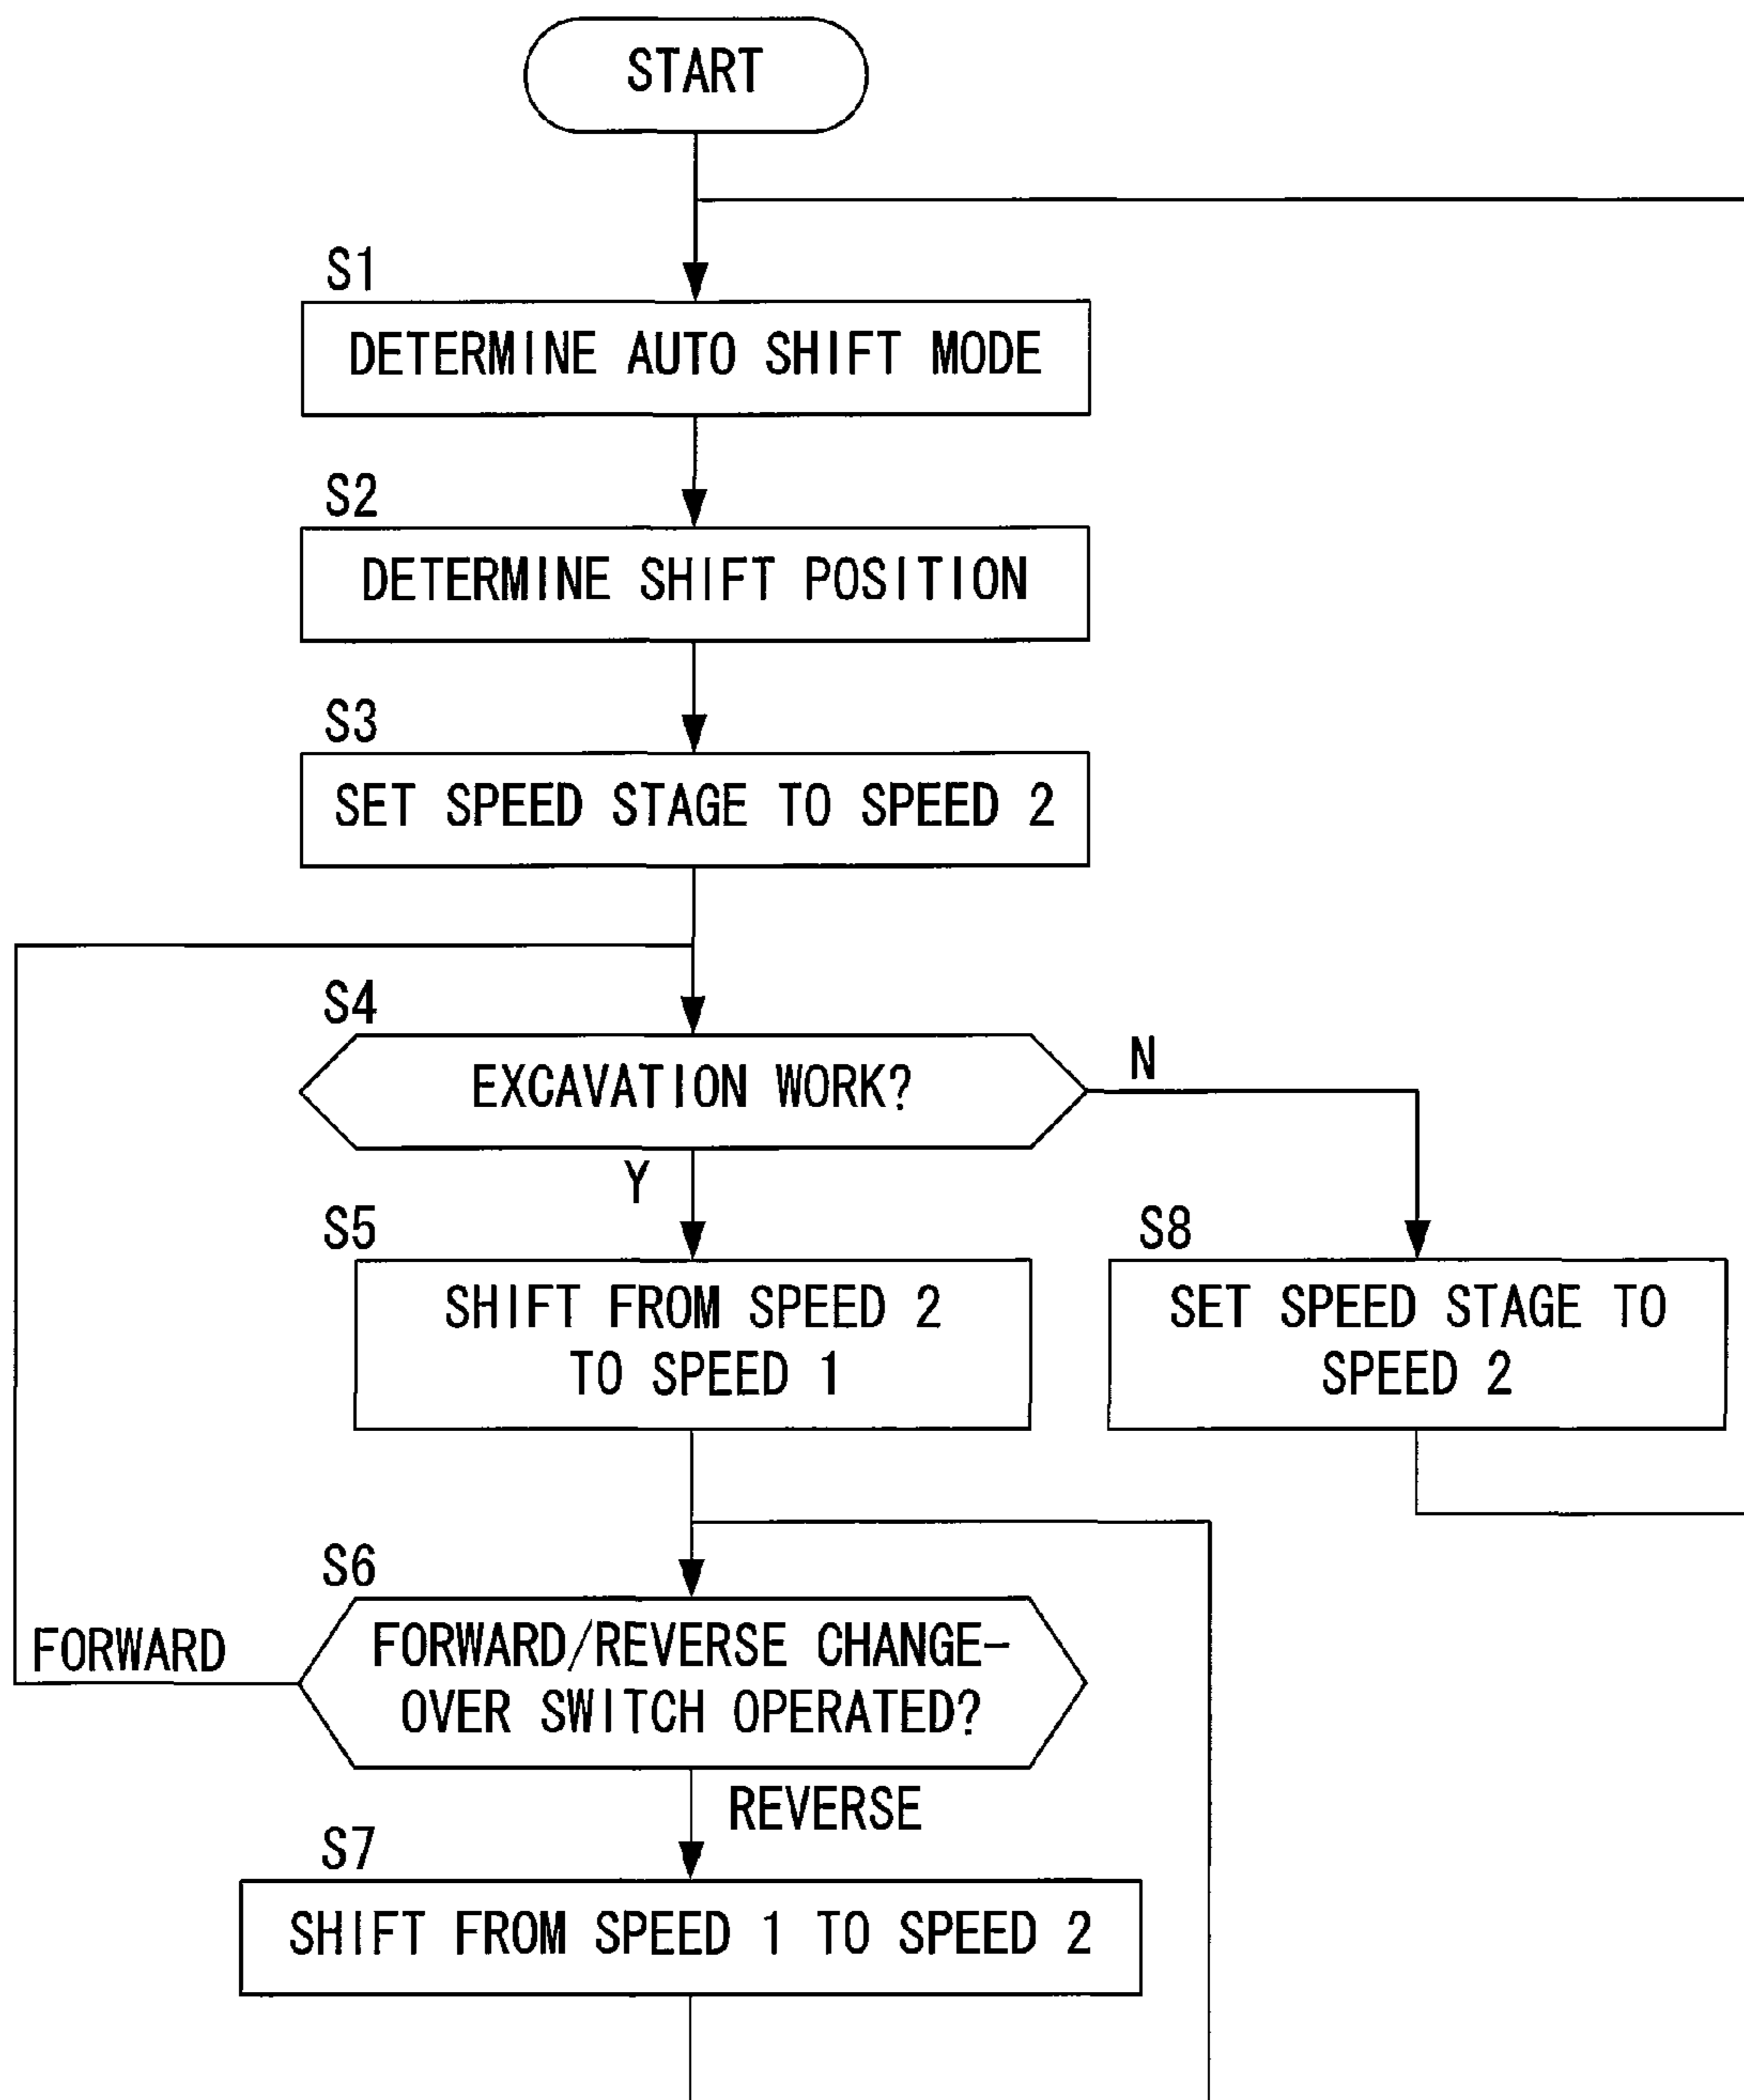 START
S1
DETERMINE AUTO SHIFT MODE
S2
DETERMINE SHIFT POSITION
S3
SET SPEED STAGE TO SPEED 2
S4
EXCAVATION WORK?
N
Y
S5
SHIFT FROM SPEED 2
TO SPEED 1
S8
SET SPEED STAGE TO
SPEED 2
S6
FORWARD/REVERSE CHANGE-
OVER SWITCH OPERATED?
FORWARD
REVERSE
S7
SHIFT FROM SPEED 1 TO SPEED 2